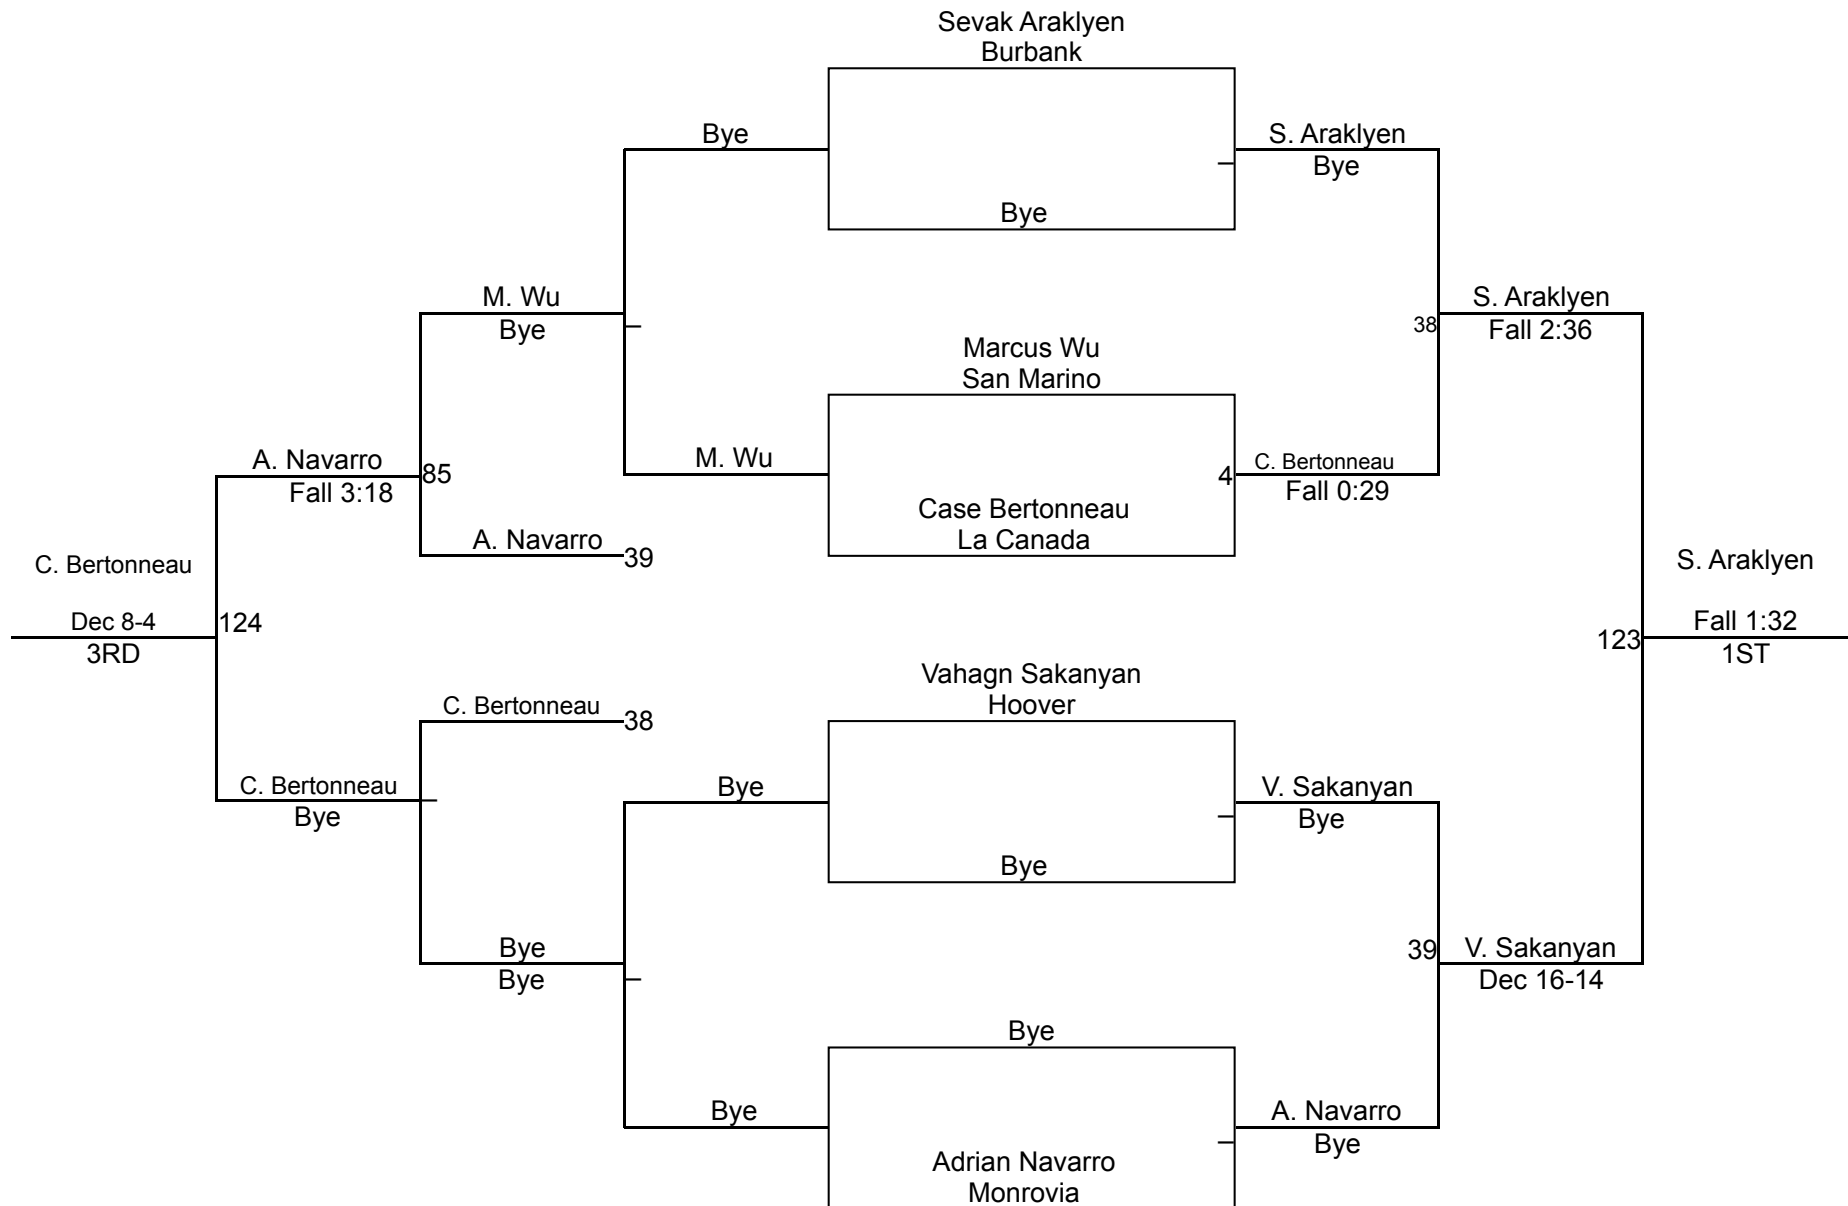 Sevak Araklyen
Burbank
Bye
S. Araklyen
Bye
Bye
M. Wu
Bye
S. Araklyen
38
Fall 2:36
Marcus Wu
San Marino
M. Wu
4
C. Bertonneau
Fall 0:29
A. Navarro
85
Fall 3:18
Case Bertonneau
La Canada
A. Navarro
39
C. Bertonneau
S. Araklyen
Dec 8-4
124
3RD
Fall 1:32
123
1ST
Vahagn Sakanyan
Hoover
C. Bertonneau
38
C. Bertonneau
Bye
Bye
V. Sakanyan
Bye
Bye
Bye
Bye
39
V. Sakanyan
Dec 16-14
Bye
Bye
A. Navarro
Bye
Adrian Navarro
Monrovia